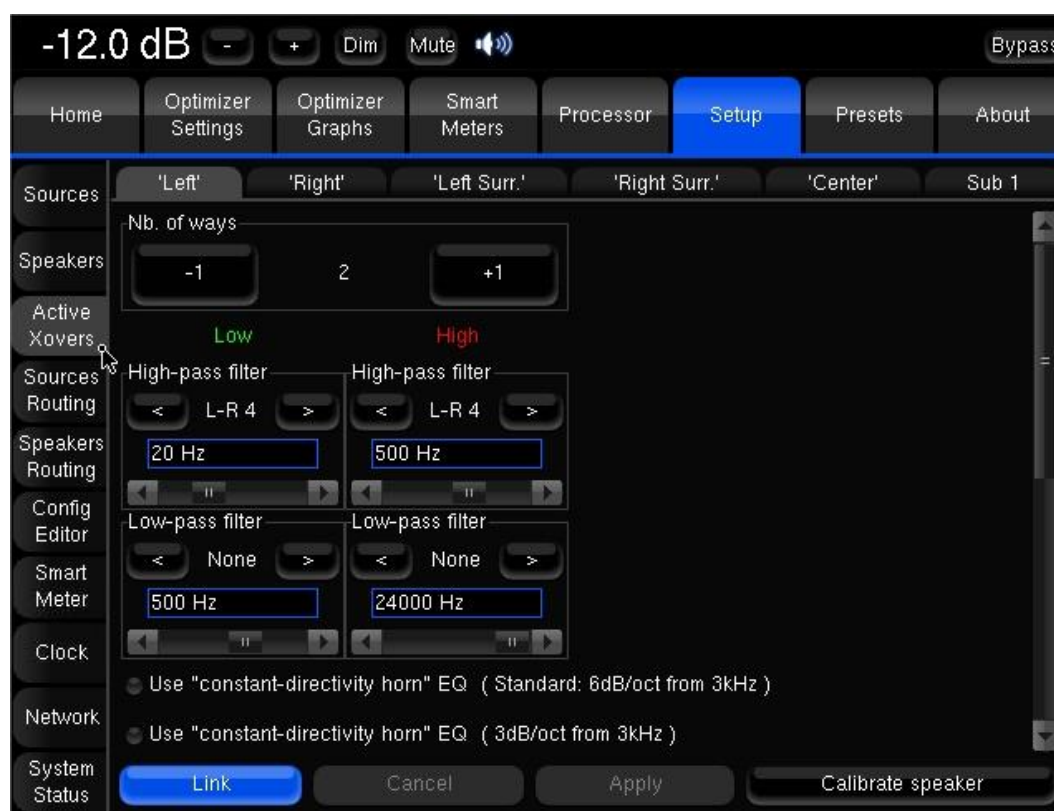 -12.0 dB - + Dim Mute Bypass
Home
Optimizer
Settings
Optimizer
Graphs
Smart
Meters
Processor
Setup
Presets
About
Sources
Speakers
Active
Xovers
Sources
Routing
Speakers
Routing
Config
Editor
Smart
Meter
Clock
Network
System
Status
'Left' 'Right' 'Left Surr.' 'Right Surr.' 'Center' Sub 1
Nb. of ways
-1 2 +1
Low High
High-pass filter High-pass filter
< L-R 4 > < L-R 4 >
20 Hz 500 Hz
Low-pass filter Low-pass filter
< None > < None >
500 Hz 24000 Hz
Use "constant-directivity horn" EQ ( Standard: 6dB/oct from 3kHz )
Use "constant-directivity horn" EQ ( 3dB/oct from 3kHz )
Link Cancel Apply Calibrate speaker